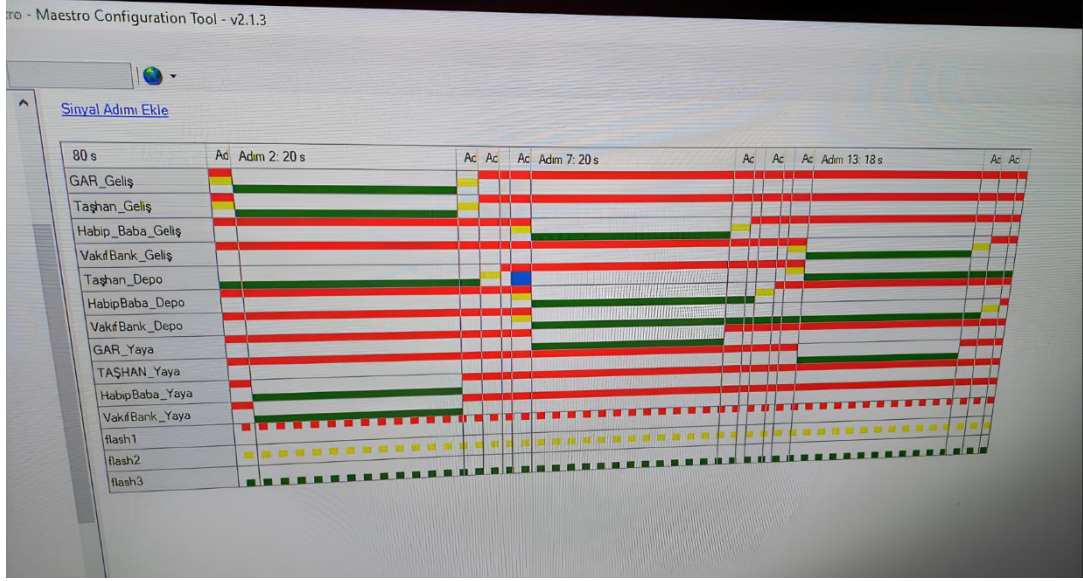 tro - Maestro Configuration Tool - v2.1.3
Sinyal Adımı Ekle
80 s Ad Adım 2: 20 s Ac Ac Ac Adım 7: 20 s Ac Ac Ac Adım 13: 18 s Ac Ac
GAR_Geliş
Taşhan_Geliş
Habip_Baba_Geliş
VakıfBank_Geliş
Taşhan_Depo
HabipBaba_Depo
VakıfBank_Depo
GAR_Yaya
TAŞHAN_Yaya
HabipBaba_Yaya
VakıfBank_Yaya
flash1
flash2
flash3